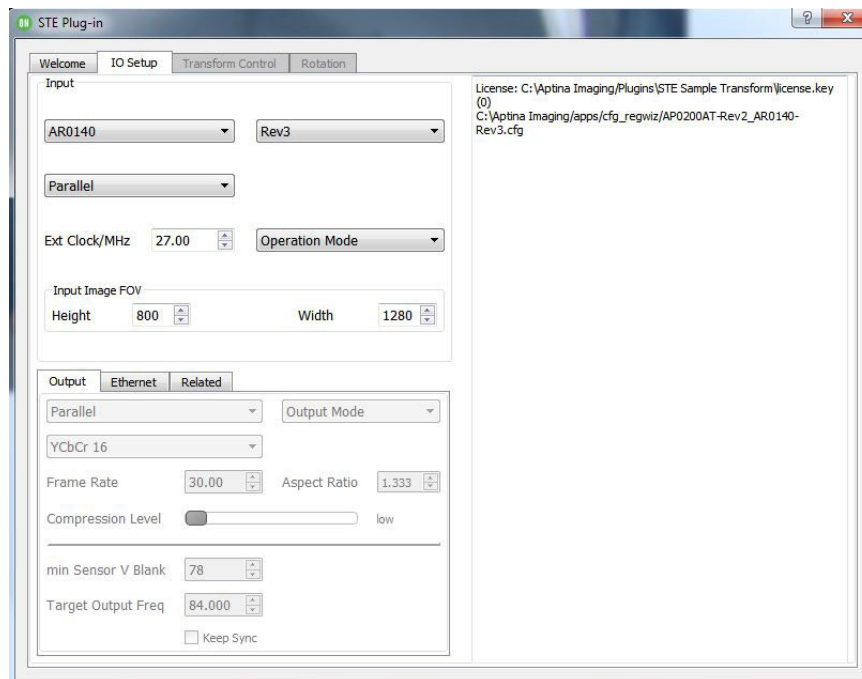 ON STE Plug-in
?
X
Welcome IO Setup Transform Control Rotation
Input
AR0140 Rev3
Parallel
Ext Clock/MHz 27.00 Operation Mode
Input Image FOV
Height 800 Width 1280
Output Ethernet Related
Parallel Output Mode
YCbCr 16
Frame Rate 30.00 Aspect Ratio 1.333
Compression Level low
min Sensor V Blank 78
Target Output Freq 84.000
Keep Sync
License: C:\Aptina Imaging/Plugins\STE Sample Transform\license.key
(0)
C:\Aptina Imaging/apps/cfg_regwiz/AP0200AT-Rev2_AR0140-
Rev3.cfg